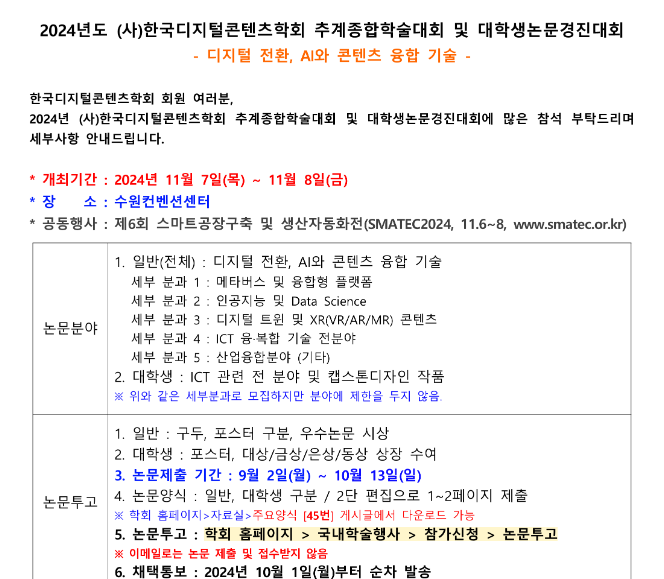 2024년도 (사)한국디지털콘텐츠학회 추계종합학술대회 및 대학생논문경진대회
- 디지털 전환, AI와 콘텐츠 융합 기술 -
한국디지털콘텐츠학회 회원 여러분,
2024년 (사)한국디지털콘텐츠학회 추계종합학술대회 및 대학생논문경진대회에 많은 참석 부탁드리며
세부사항 안내드립니다.
* 개최기간 : 2024년 11월 7일(목) ~ 11월 8일(금)
* 장 소 : 수원컨벤션센터
* 공동행사 : 제6회 스마트공장구축 및 생산자동화전(SMATEC2024, 11.6~8, www.smatec.or.kr)
논문분야
1. 일반(전체) : 디지털 전환, AI와 콘텐츠 융합 기술
세부 분과 1 : 메타버스 및 융합형 플랫폼
세부 분과 2 : 인공지능 및 Data Science
세부 분과 3 : 디지털 트윈 및 XR(VR/AR/MR) 콘텐츠
세부 분과 4 : ICT 융·복합 기술 전분야
세부 분과 5 : 산업융합분야 (기타)
2. 대학생 : ICT 관련 전 분야 및 캡스톤디자인 작품
※ 위와 같은 세부분과로 모집하지만 분야에 제한을 두지 않음.
논문투고
1. 일반 : 구두, 포스터 구분, 우수논문 시상
2. 대학생 : 포스터, 대상/금상/은상/동상 상장 수여
3. 논문제출 기간 : 9월 2일(월) ~ 10월 13일(일)
4. 논문양식 : 일반, 대학생 구분 / 2단 편집으로 1~2페이지 제출
※ 학회 홈페이지>자료실>주요양식 [45번] 게시글에서 다운로드 가능
5. 논문투고 : 학회 홈페이지 > 국내학술행사 > 참가신청 > 논문투고
※ 이메일로는 논문 제출 및 접수받지 않음
6. 채택통보 : 2024년 10월 1일(월)부터 순차 발송